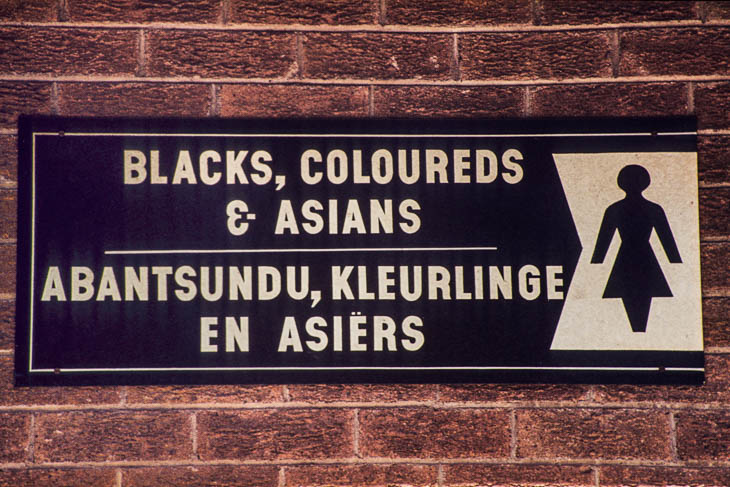 BLACKS, COLOUREDS
& ASIANS
ABANTSUNDU, KLEURLINGE
EN ASIËRS